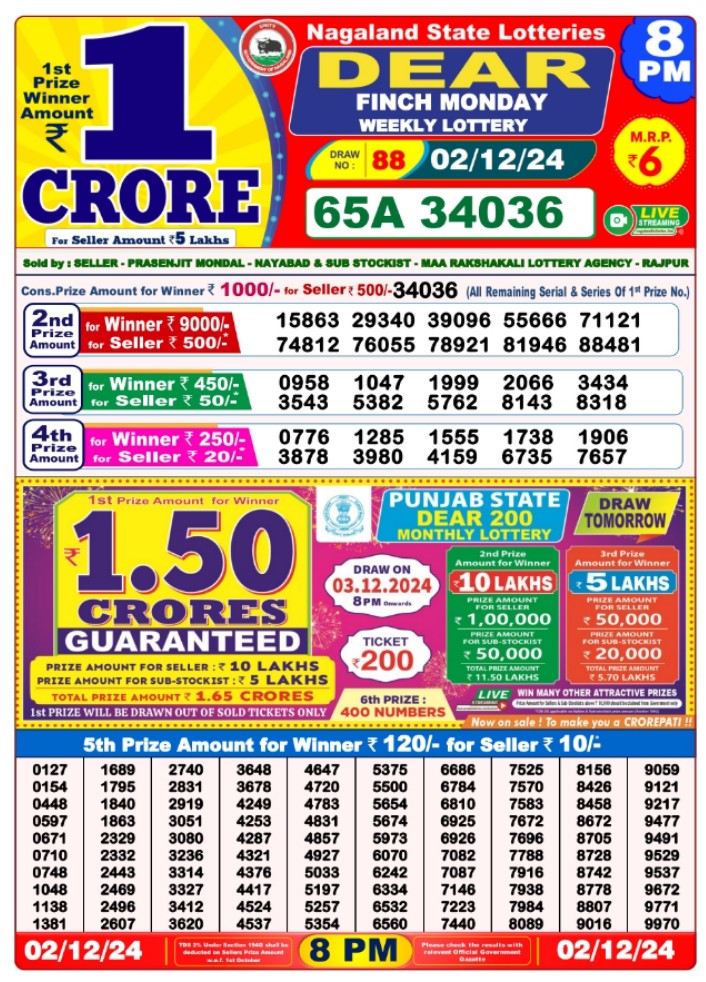 1st
Prize
Winner
Amount
₹
1
CRORE
For Seller Amount ₹5 Lakhs
Nagaland State Lotteries
DEAR
FINCH MONDAY
WEEKLY LOTTERY
8
PM
DRAW
NO :
88
02/12/24
M.R.P.
₹6
65A 34036
LIVE
STREAMING
Sold by : SELLER - PRASENJIT MONDAL - NAYABAD & SUB STOCKIST - MAA RAKSHAKALI LOTTERY AGENCY - RAJPUR
Cons.Prize Amount for Winner ₹ 1000/- for Seller ₹ 500/-34036 (All Remaining Serial & Series Of 1st Prize No.)
2nd
Prize
Amount
for Winner ₹ 9000/-
for Seller ₹ 500/-*
15863 29340 39096 55666 71121
74812 76055 78921 81946 88481
3rd
Prize
Amount
for Winner ₹ 450/-
for Seller ₹ 50/-*
0958 1047 1999 2066 3434
3543 5382 5762 8143 8318
4th
Prize
Amount
for Winner ₹ 250/-
for Seller ₹ 20/-*
0776 1285 1555 1738 1906
3878 3980 4159 6735 7657
1st Prize Amount for Winner
₹1.50
CRORES
GUARANTEED
PRIZE AMOUNT FOR SELLER : ₹ 10 LAKHS
PRIZE AMOUNT FOR SUB-STOCKIST : ₹ 5 LAKHS
TOTAL PRIZE AMOUNT ₹ 1.65 CRORES
1st PRIZE WILL BE DRAWN OUT OF SOLD TICKETS ONLY
PUNJAB STATE
DEAR 200
MONTHLY LOTTERY
DRAW
TOMORROW
DRAW ON
03.12.2024
8PM Onwards
TICKET
₹200
6th PRIZE :
400 NUMBERS
2nd Prize
Amount for Winner
₹10 LAKHS
PRIZE AMOUNT
FOR SELLER
₹ 1,00,000
PRIZE AMOUNT
FOR SUB-STOCKIST
₹ 50,000
TOTAL PRIZE AMOUNT
₹ 11.50 LAKHS
3rd Prize
Amount for Winner
₹ 5 LAKHS
PRIZE AMOUNT
FOR SELLER
₹ 50,000
PRIZE AMOUNT
FOR SUB-STOCKIST
₹ 20,000
TOTAL PRIZE AMOUNT
₹ 5.70 LAKHS
LIVE
WIN MANY OTHER ATTRACTIVE PRIZES
Now on sale ! To make you a CROREPATI !!
5th Prize Amount for Winner ₹ 120/- for Seller ₹ 10/-*
0127 1689 2740 3648 4647 5375 6686 7525 8156 9059
0154 1795 2831 3678 4720 5500 6784 7570 8426 9121
0448 1840 2919 4249 4783 5654 6810 7583 8458 9217
0597 1863 3051 4253 4831 5674 6925 7672 8672 9477
0671 2329 3080 4287 4857 5973 6926 7696 8705 9491
0710 2332 3236 4321 4927 6070 7082 7788 8728 9529
0748 2443 3314 4376 5033 6242 7087 7916 8742 9537
1048 2469 3327 4417 5197 6334 7146 7938 8778 9672
1138 2496 3412 4524 5257 6532 7223 7984 8807 9771
1381 2607 3620 4537 5354 6560 7440 8089 9016 9970
02/12/24
TDS 2% Under Section 194G shall be
deducted on Sellers Prize Amount
w.e.f. 1st October
8 PM
Please check the results with
relevent Official Government
Gazette
02/12/24